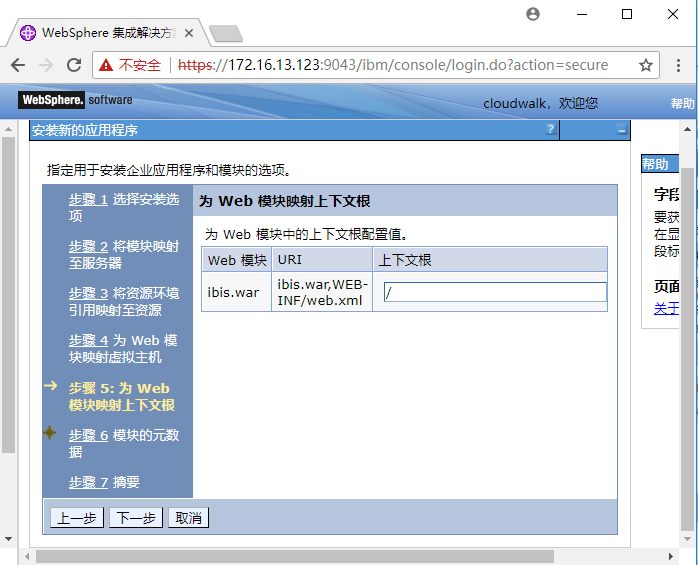 WebSphere 集成解决方
不安全 https://172.16.13.123:9043/ibm/console/login.do?action=secure
WebSphere. software cloudwalk，欢迎您 帮助
安装新的应用程序 ? –
帮助
指定用于安装企业应用程序和模块的选项。
步骤 1 选择安装选
项
步骤 2 将模块映射
至服务器
步骤 3 将资源环境
引用映射至资源
步骤 4 为 Web 模
块映射虚拟主机
步骤 5: 为 Web
模块映射上下文根
步骤 6 模块的元数
据
步骤 7 摘要
为 Web 模块映射上下文根
为 Web 模块中的上下文根配置值。
Web 模块 URI 上下文根
ibis.war ibis.war,WEB-
INF/web.xml /
上一步 下一步 取消
字段
要获
在显
段标
页面
关于